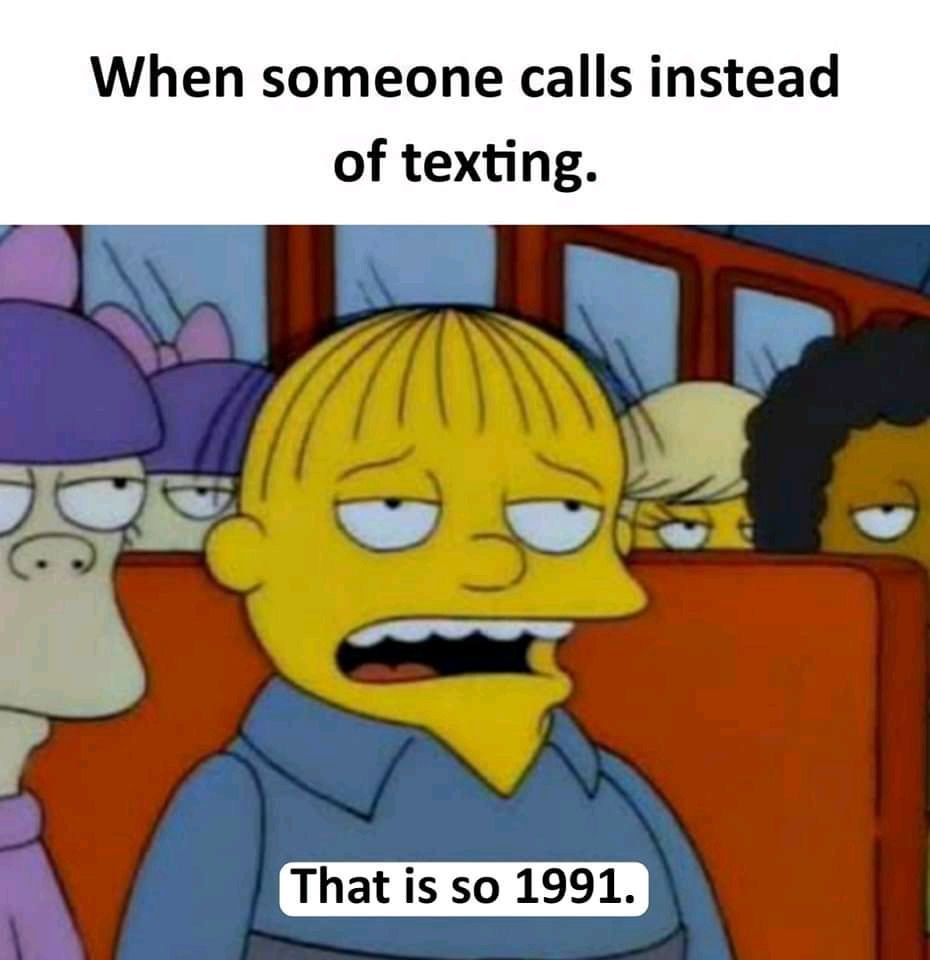 When someone calls instead
of texting.
That is so 1991.